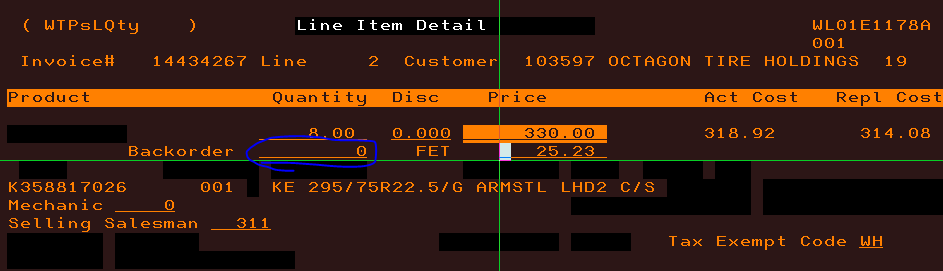 ( WTPsLQty     )          Line Item Detail          WL01E1178A
001
Invoice#   14434267 Line      2  Customer   103597 OCTAGON TIRE HOLDINGS   19
Product                Quantity   Disc      Price                Act Cost    Repl Cost
8.00   0.000      330.00      318.92      314.08
Backorder      0      FET      25.23
K358817026      001   KE 295/75R22.5/G ARMSTL LHD2 C/S
Mechanic      0
Selling Salesman   311
Tax Exempt Code WH